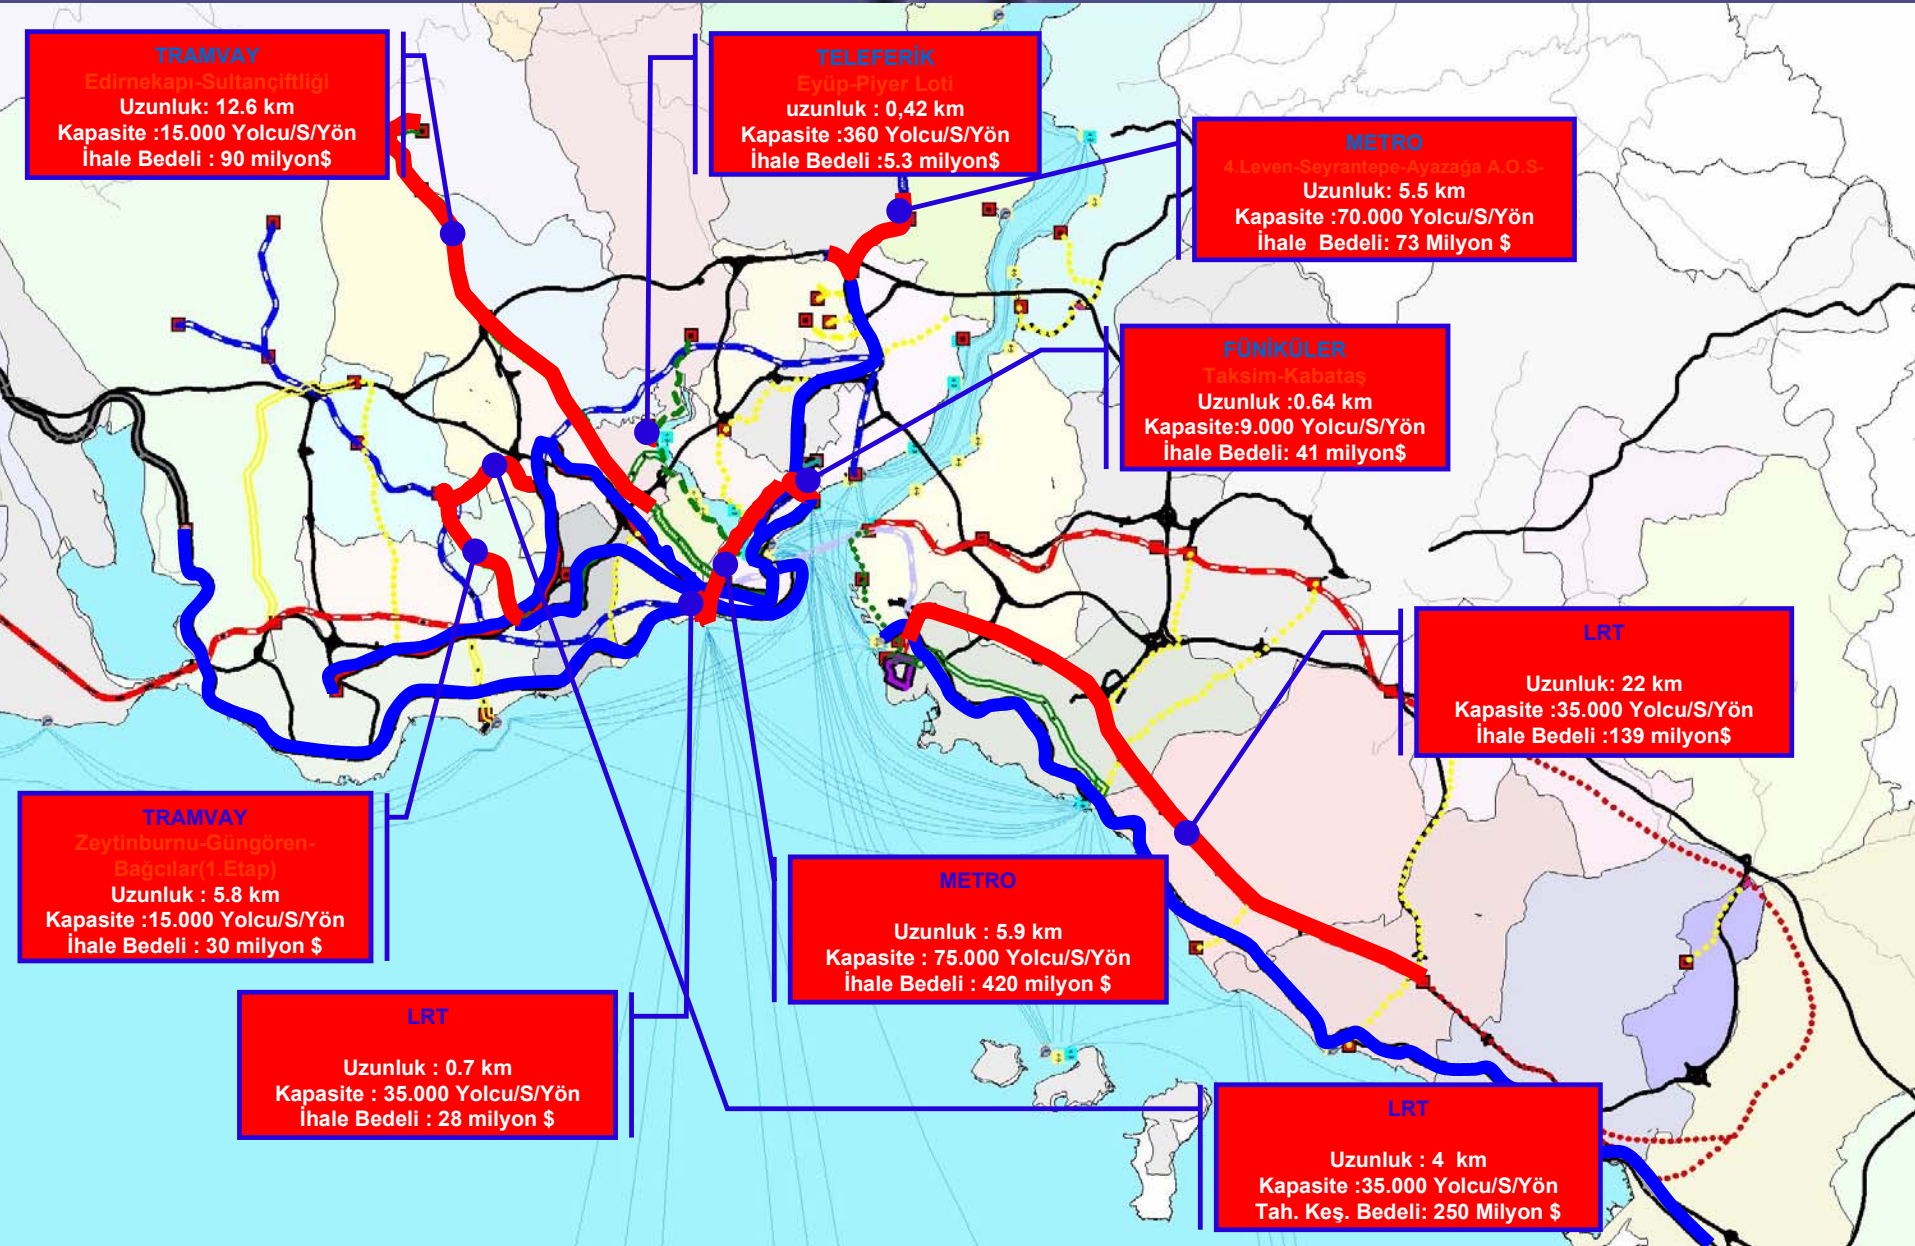 TRAMVAY
Edirnekapı-Sultançiftliği
Uzunluk: 12.6 km
Kapasite :15.000 Yolcu/S/Yön
İhale Bedeli : 90 milyon$
TELEFERİK
Eyüp-Piyer Loti
uzunluk : 0,42 km
Kapasite :360 Yolcu/S/Yön
İhale Bedeli :5.3 milyon$
METRO
4.Leven-Seyrantepe-Ayazağa A.O.S-
Uzunluk: 5.5 km
Kapasite :70.000 Yolcu/S/Yön
İhale Bedeli: 73 Milyon $
FÜNİKÜLER
Taksim-Kabataş
Uzunluk :0.64 km
Kapasite:9.000 Yolcu/S/Yön
İhale Bedeli: 41 milyon$
LRT
Uzunluk: 22 km
Kapasite :35.000 Yolcu/S/Yön
İhale Bedeli :139 milyon$
TRAMVAY
Zeytinburnu-Güngören-
Bağcılar(1.Etap)
Uzunluk : 5.8 km
Kapasite :15.000 Yolcu/S/Yön
İhale Bedeli : 30 milyon $
METRO
Uzunluk : 5.9 km
Kapasite : 75.000 Yolcu/S/Yön
İhale Bedeli : 420 milyon $
LRT
Uzunluk : 0.7 km
Kapasite : 35.000 Yolcu/S/Yön
İhale Bedeli : 28 milyon $
LRT
Uzunluk : 4 km
Kapasite :35.000 Yolcu/S/Yön
Tah. Keş. Bedeli: 250 Milyon $